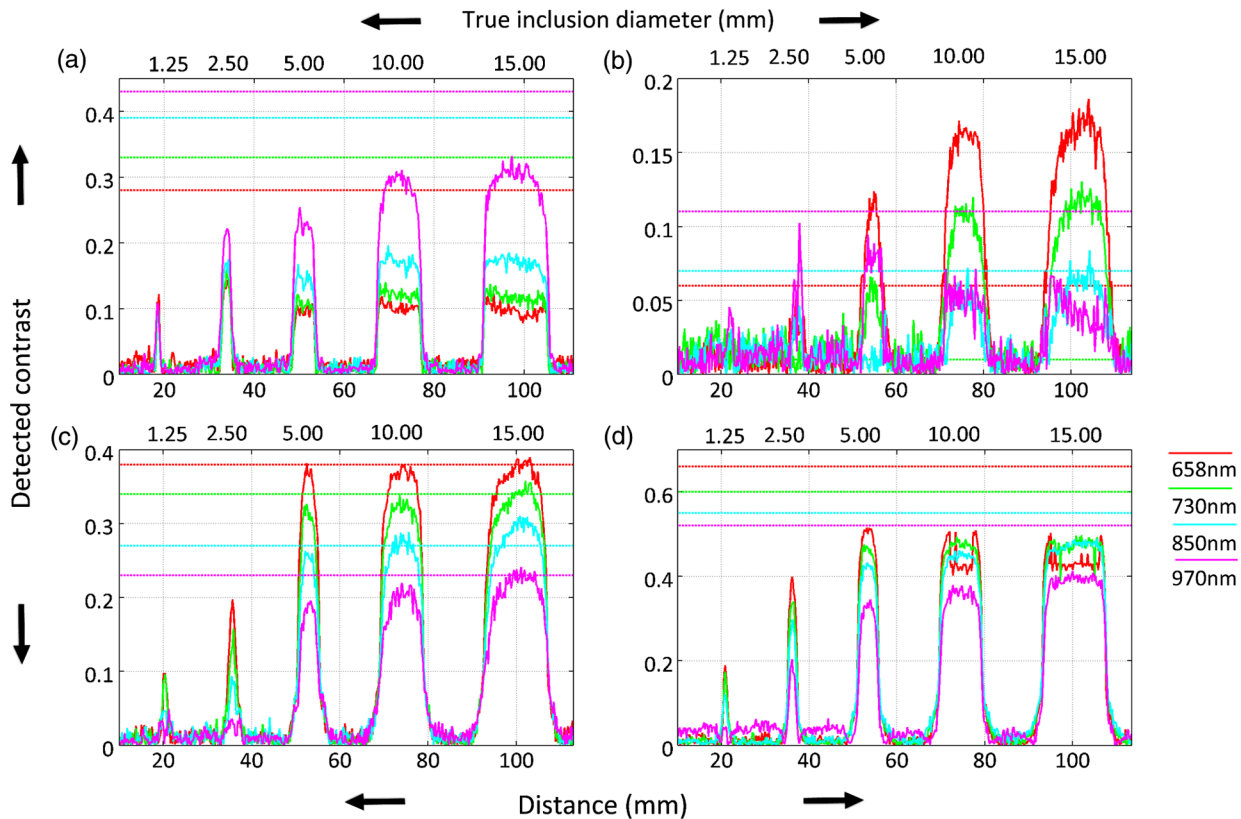 True inclusion diameter (mm)
(a) 1.25 2.50 5.00 10.00 15.00
0.4
0.3
0.2
0.1
0
20 40 60 80 100
(b) 1.25 2.50 5.00 10.00 15.00
0.2
0.15
0.1
0.05
0
20 40 60 80 100
Detected contrast
(c) 1.25 2.50 5.00 10.00 15.00
0.4
0.3
0.2
0.1
0
20 40 60 80 100
(d) 1.25 2.50 5.00 10.00 15.00
0.6
0.4
0.2
0
20 40 60 80 100
658nm
730nm
850nm
970nm
Distance (mm)